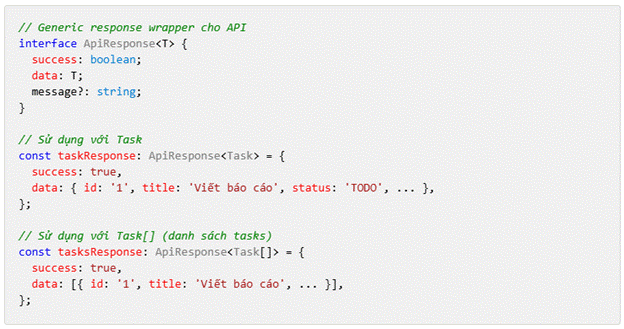 // Generic response wrapper cho API
interface ApiResponse<T> {
  success: boolean;
  data: T;
  message?: string;
}

// Sử dụng với Task
const taskResponse: ApiResponse<Task> = {
  success: true,
  data: { id: '1', title: 'Viết báo cáo', status: 'TODO', ... },
};

// Sử dụng với Task[] (danh sách tasks)
const tasksResponse: ApiResponse<Task[]> = {
  success: true,
  data: [{ id: '1', title: 'Viết báo cáo', ... }],
};